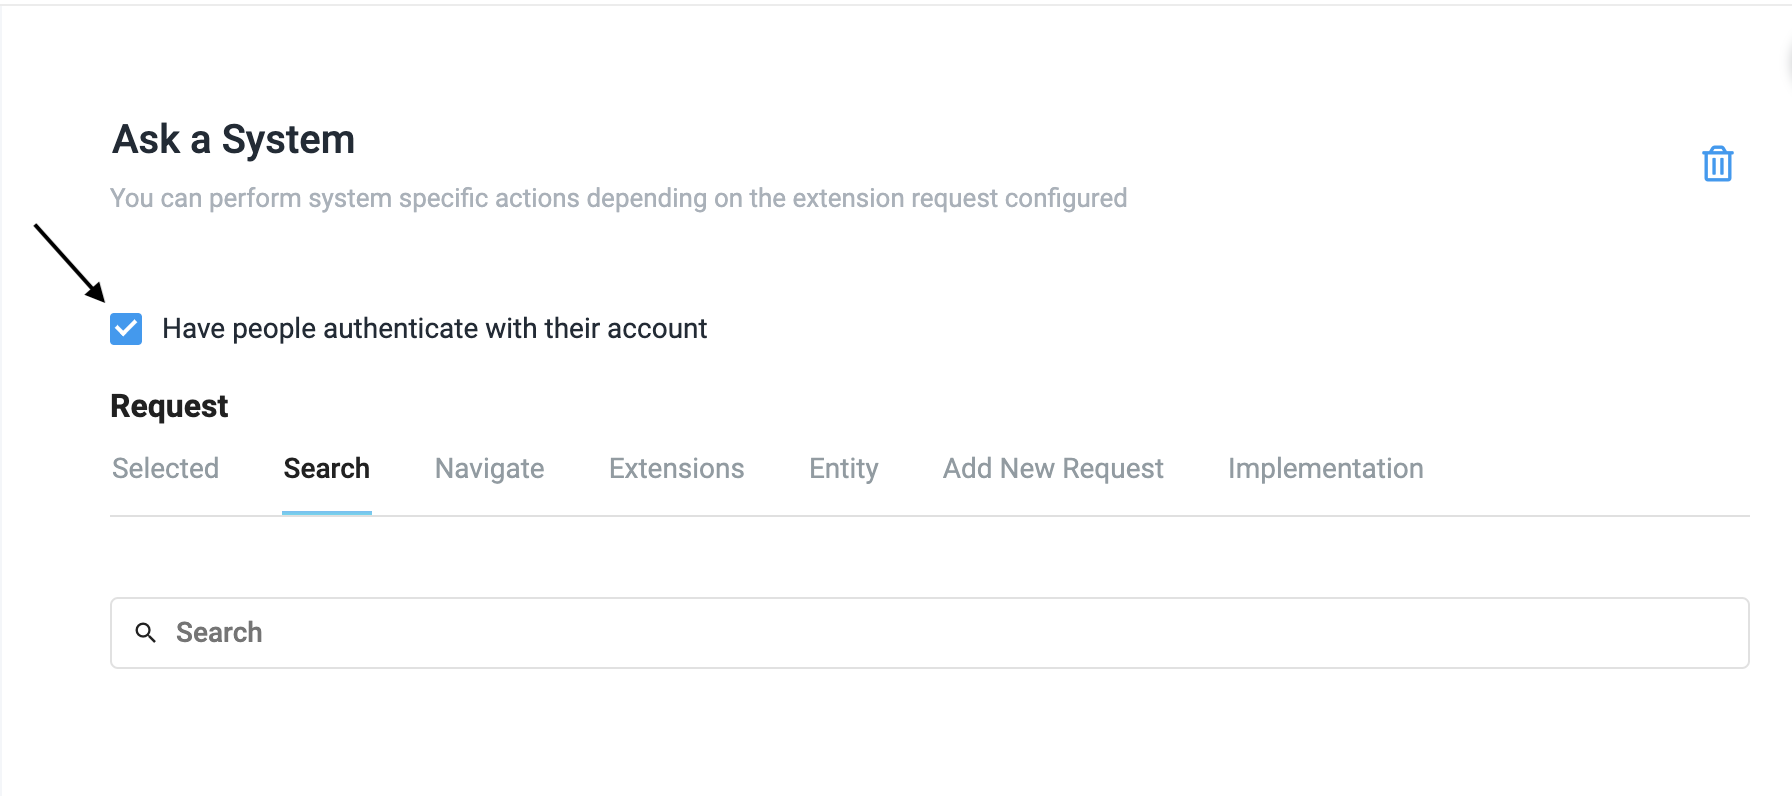 Ask a System
You can perform system specific actions depending on the extension request configured
Have people authenticate with their account
Request
Selected Search Navigate Extensions Entity Add New Request Implementation
Search